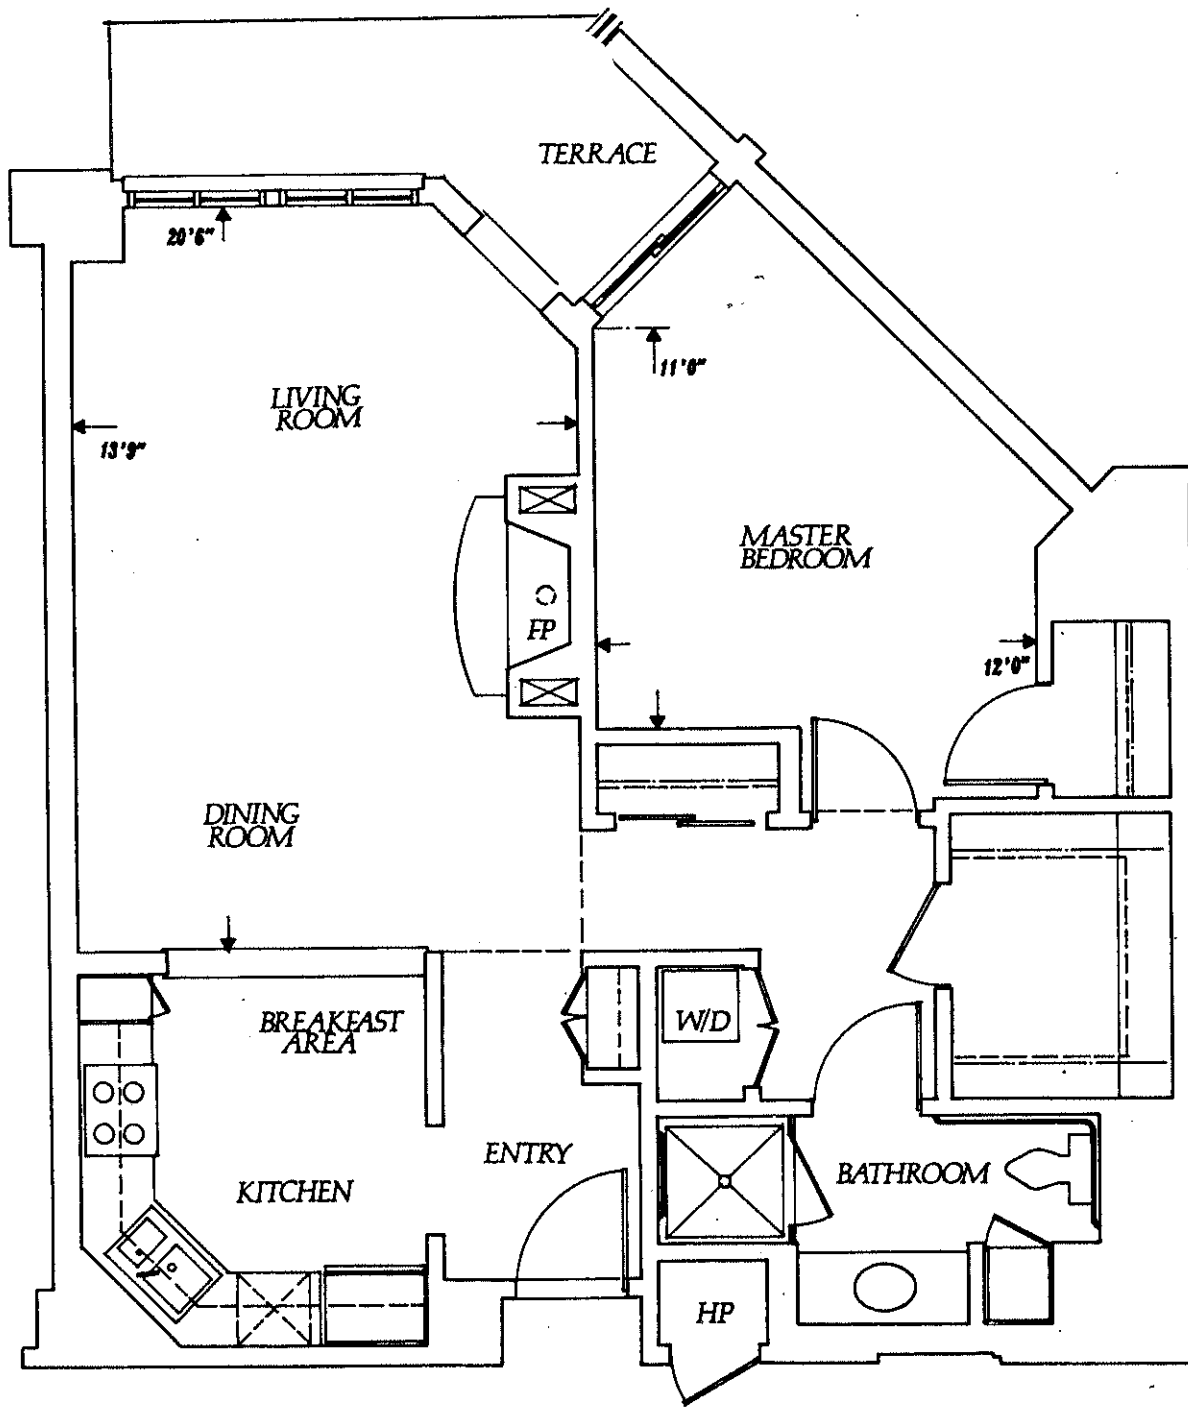 TERRACE
20'6"
11'0"
LIVING
ROOM
13'9"
MASTER
BEDROOM
FP
12'0"
DINING
ROOM
BREAKFAST
AREA
W/D
ENTRY
BATHROOM
KITCHEN
HP